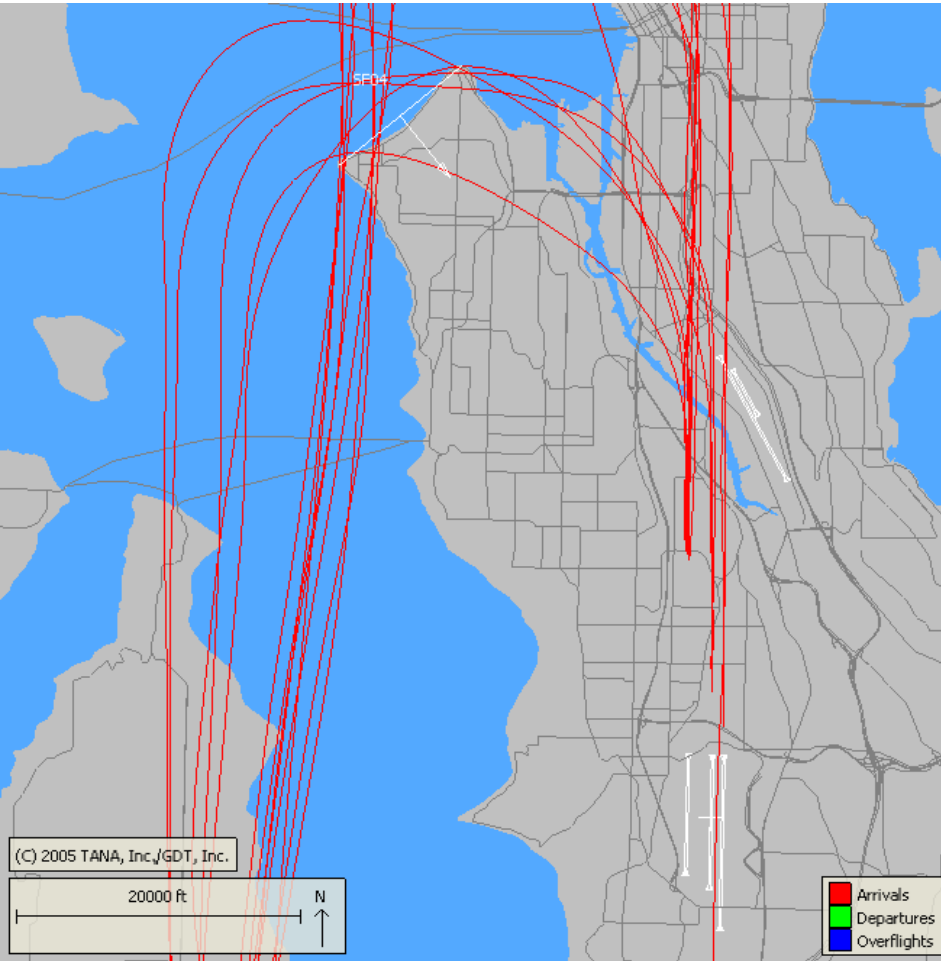 SE04
(C) 2005 TANA, Inc./GDT, Inc.
20000 ft
N
Arrivals
Departures
Overflights